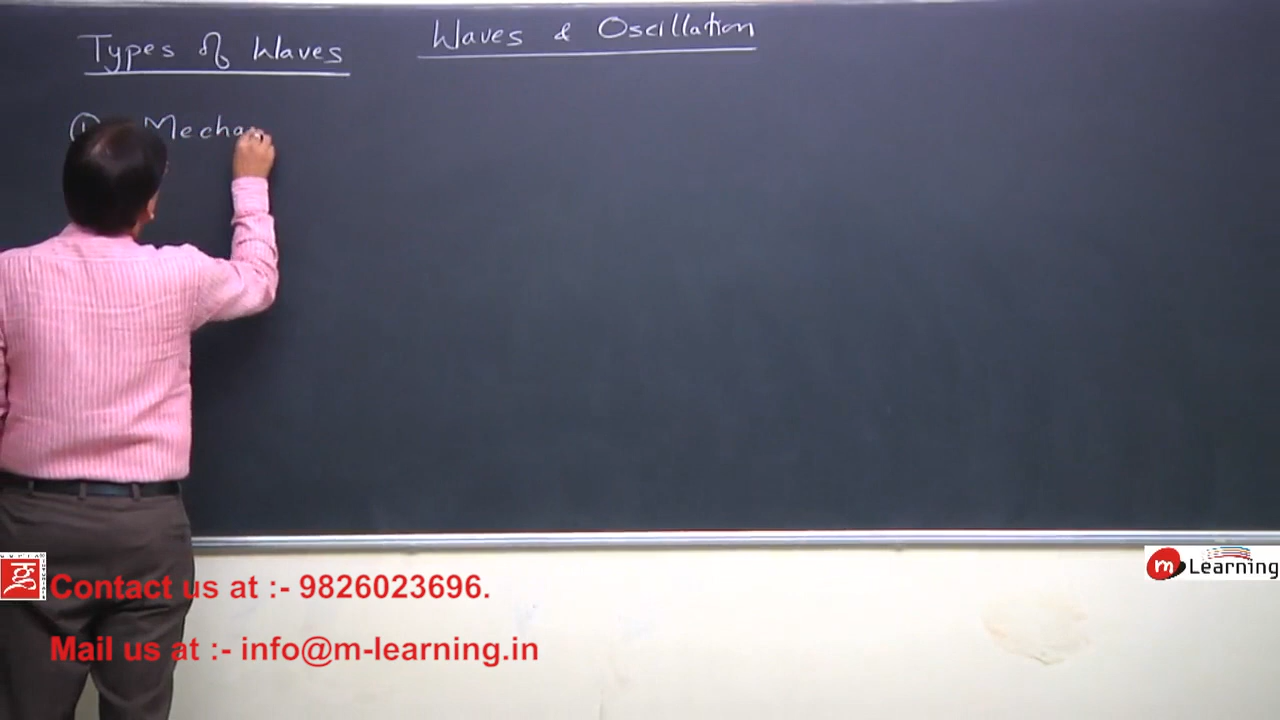 Waves & Oscillation
Types of Waves
① Mechan
Contact us at :- 9826023696.
Mail us at :- info@m-learning.in
m Learning